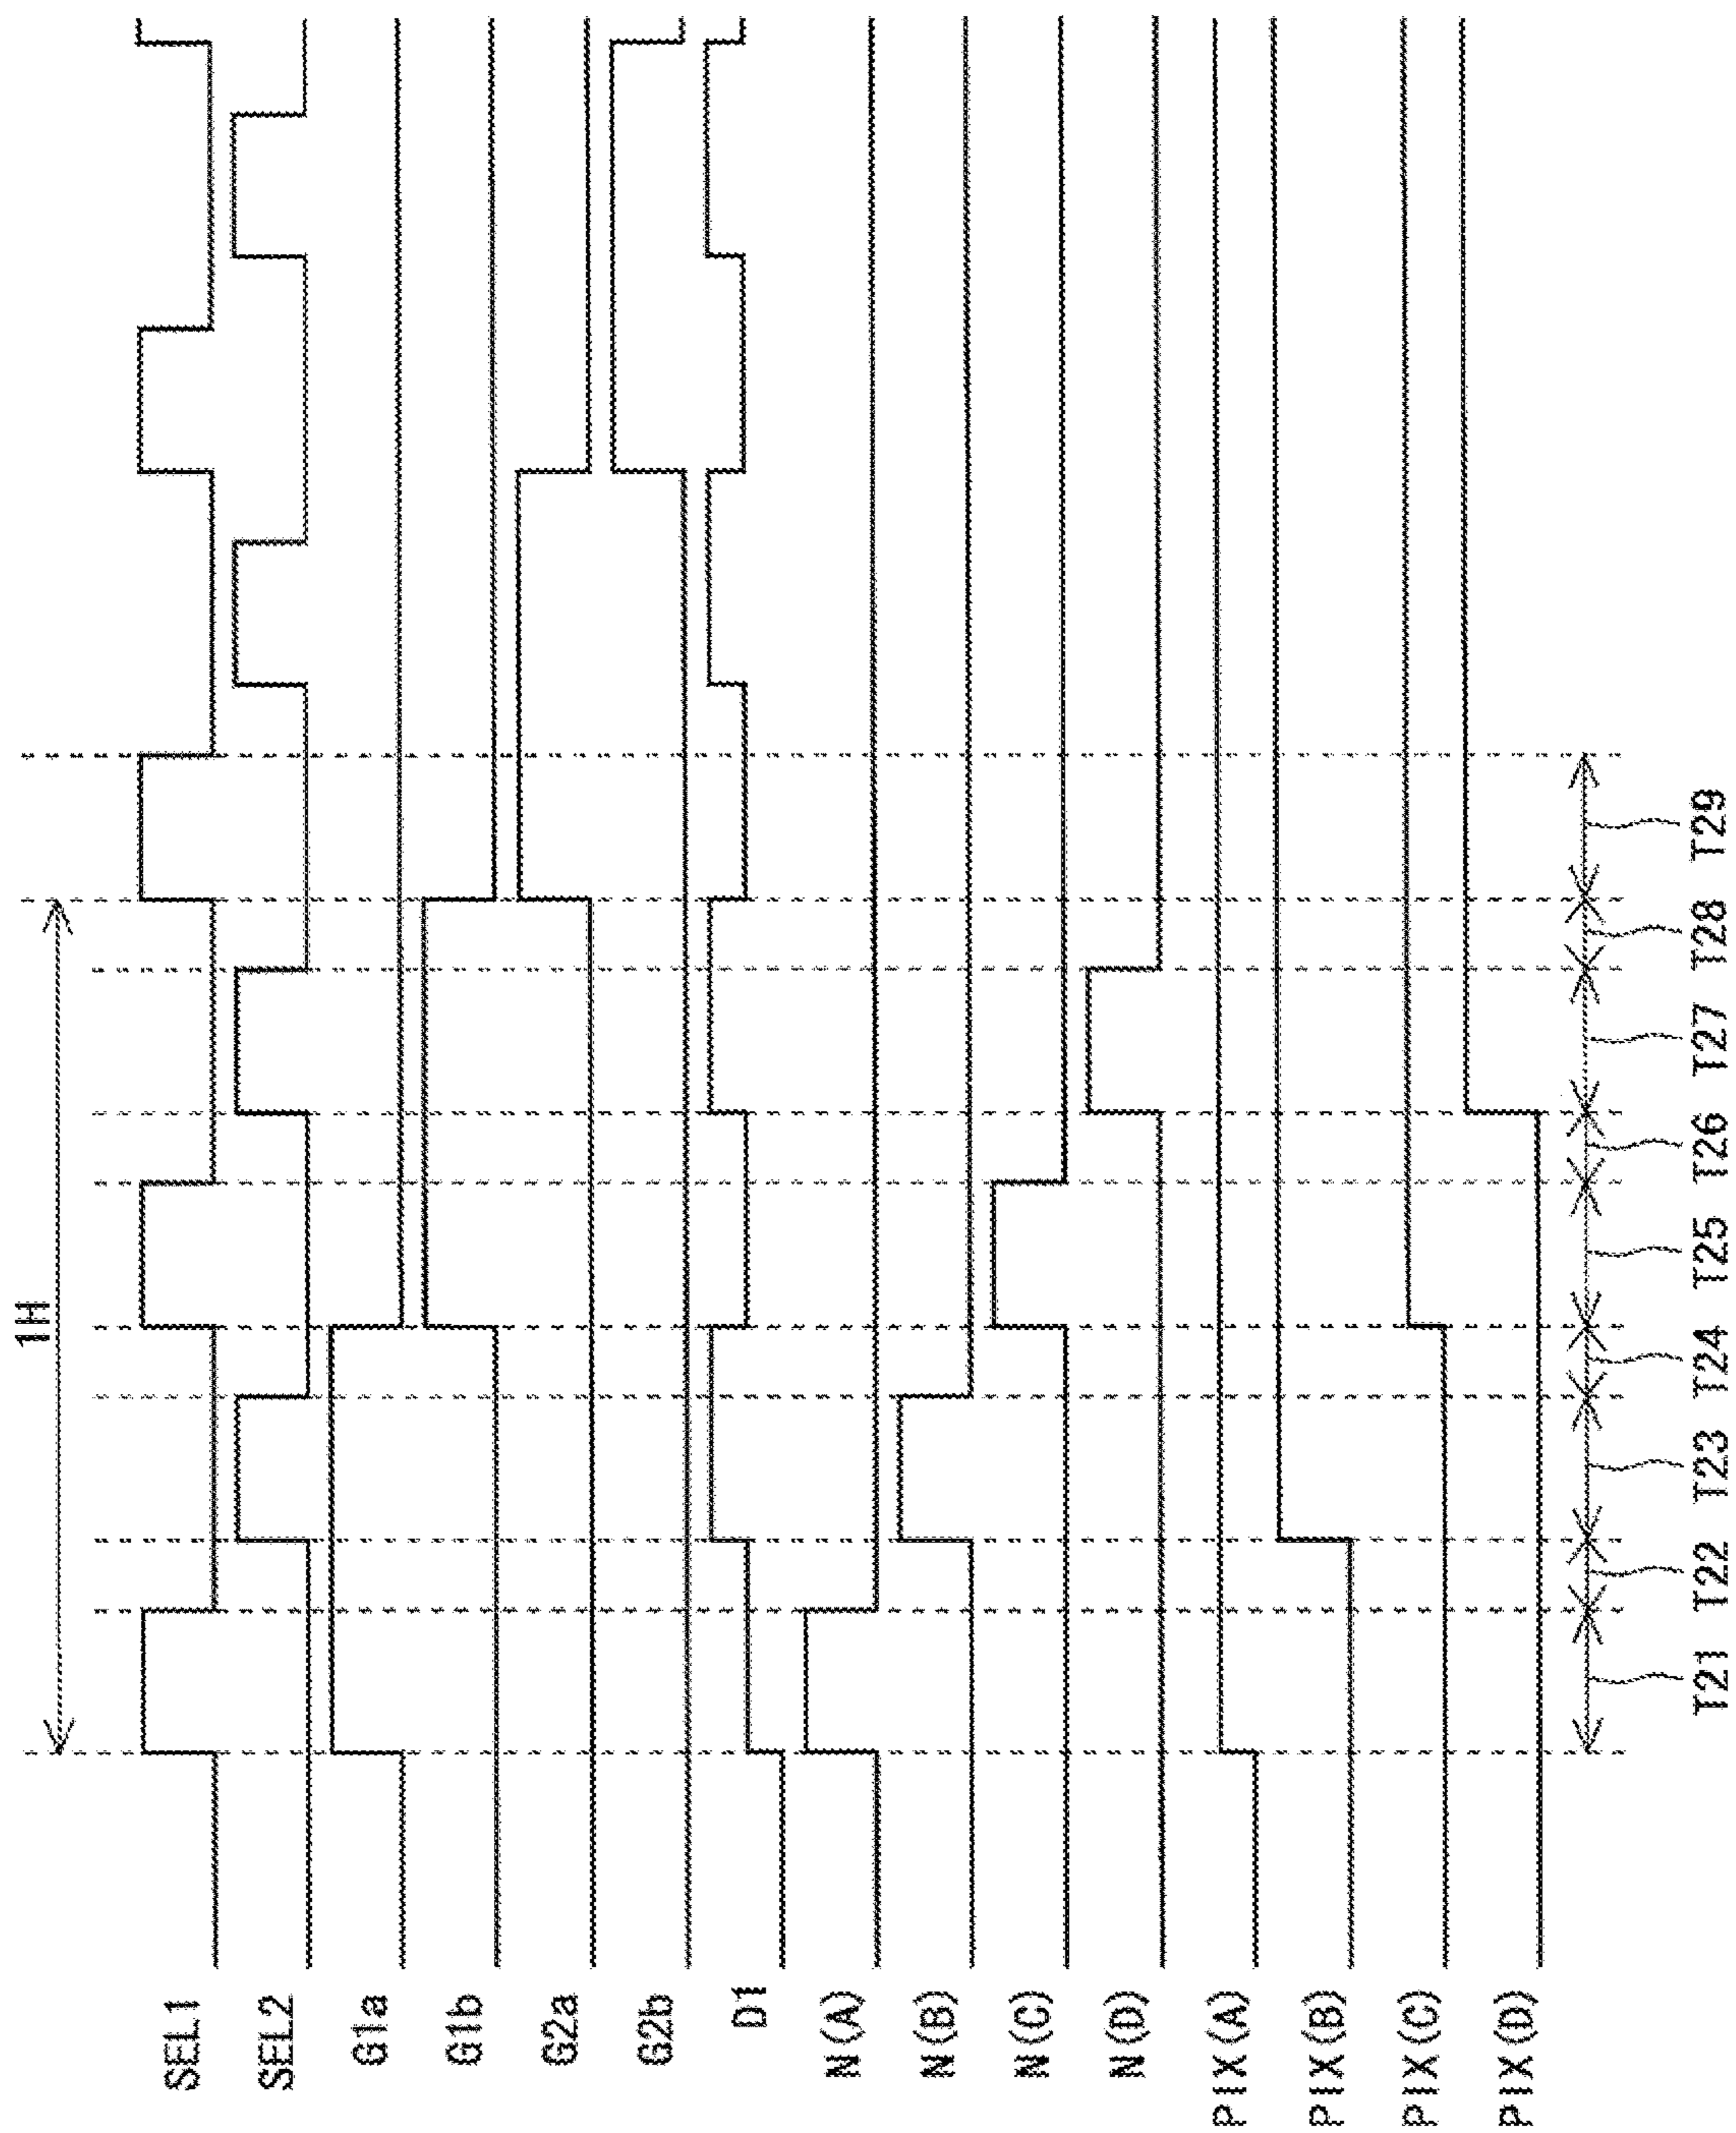 1H
SEL1
SEL2
G1a
G1b
G2a
G2b
D1
N(A)
N(B)
N(C)
N(D)
PIX(A)
PIX(B)
PIX(C)
PIX(D)
T21
T22
T23
T24
T25
T26
T27
T28
T29